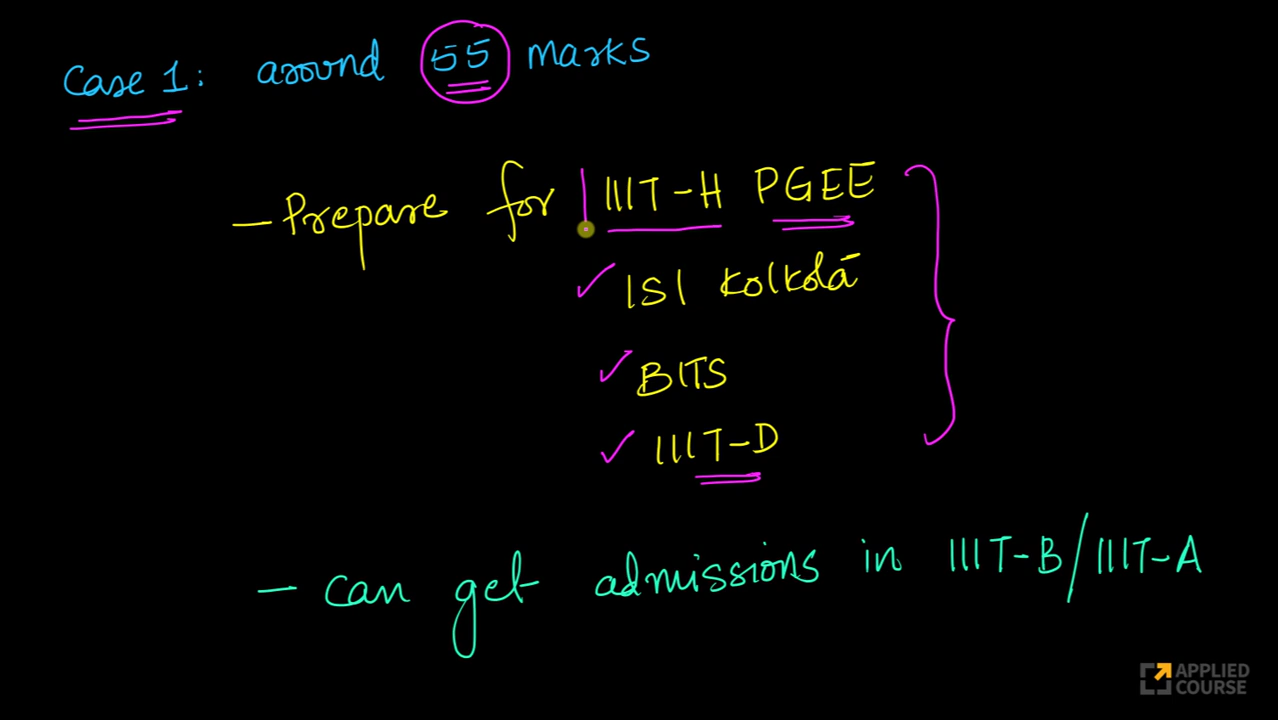 Case 1: around 55 marks
- Prepare for IIIT-H PGEE
ISI Kolkata
BITS
IIIT-D
- can get admissions in IIIT-B/IIIT-A
APPLIED
COURSE